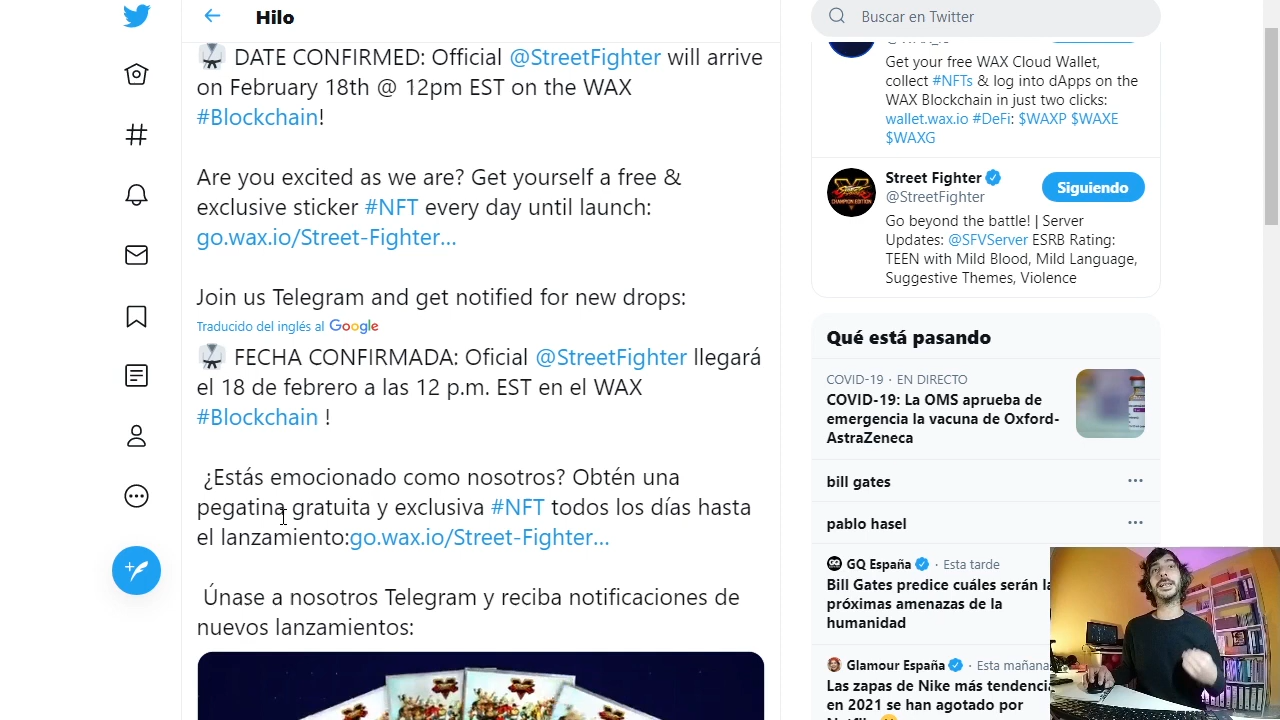 Hilo
DATE CONFIRMED: Official @StreetFighter will arrive
on February 18th @ 12pm EST on the WAX
#Blockchain!
Are you excited as we are? Get yourself a free &
exclusive sticker #NFT every day until launch:
go.wax.io/Street-Fighter…
Join us Telegram and get notified for new drops:
Traducido del inglés al Google
FECHA CONFIRMADA: Oficial @StreetFighter llegará
el 18 de febrero a las 12 p.m. EST en el WAX
#Blockchain !
¿Estás emocionado como nosotros? Obtén una
pegatina gratuita y exclusiva #NFT todos los días hasta
el lanzamiento:go.wax.io/Street-Fighter…
Únase a nosotros Telegram y reciba notificaciones de
nuevos lanzamientos:
Buscar en Twitter
Get your free WAX Cloud Wallet,
collect #NFTs & log into dApps on the
WAX Blockchain in just two clicks:
wallet.wax.io #DeFi: $WAXP $WAXE
$WAXG
Street Fighter
@StreetFighter
Siguiendo
Go beyond the battle! | Server
Updates: @SFVServer ESRB Rating:
TEEN with Mild Blood, Mild Language,
Suggestive Themes, Violence
Qué está pasando
COVID-19 · EN DIRECTO
COVID-19: La OMS aprueba de
emergencia la vacuna de Oxford-
AstraZeneca
bill gates
pablo hasel
GQ España · Esta tarde
Bill Gates predice cuáles serán la
próximas amenazas de la
humanidad
Glamour España · Esta mañana
Las zapas de Nike más tendencia
en 2021 se han agotado por